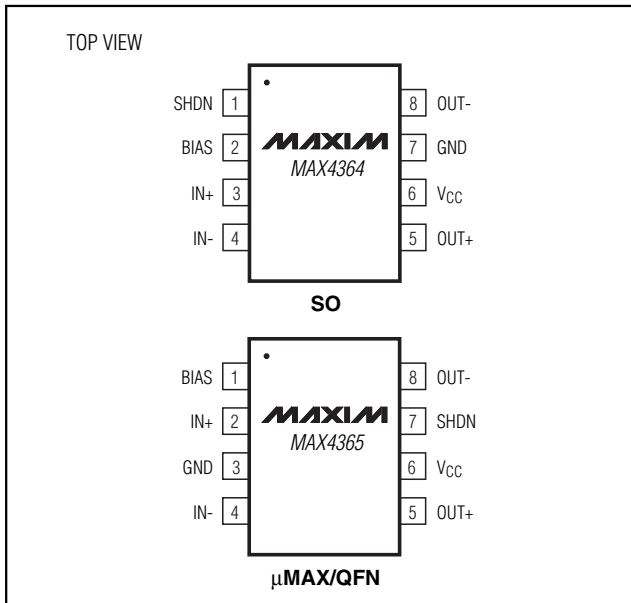 TOP VIEW
SHDN 1 8 OUT-
BIAS 2 MAXIM 7 GND
MAX4364
IN+ 3 6 VCC
IN- 4 5 OUT+
SO
BIAS 1 8 OUT-
IN+ 2 MAXIM 7 SHDN
MAX4365
GND 3 6 VCC
IN- 4 5 OUT+
µMAX/QFN